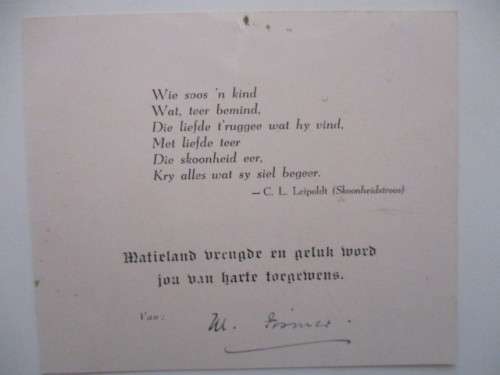 Wie soos 'n kind
Wat, teer bemind,
Die liefde t'ruggee wat hy vind,
Met liefde teer
Die skoonheid eer,
Kry alles wat sy siel begeer.
— C. L. Leipoldt (Skoonheidstroos)
Matieland vreugde en geluk word
jou van harte toegewens.
Van: M.